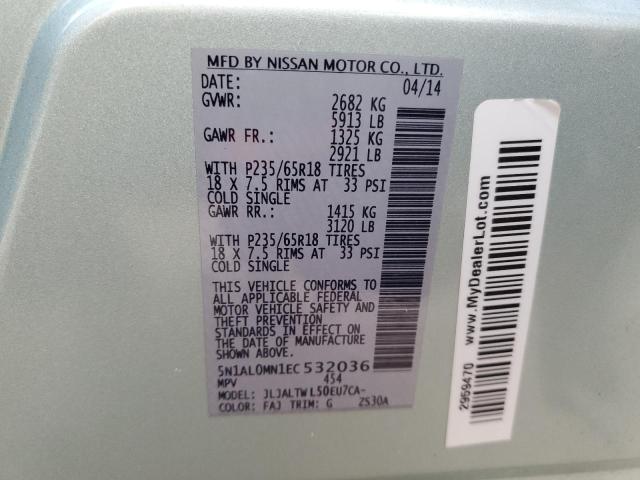 MFD BY NISSAN MOTOR CO., LTD.
DATE: 04/14
GVWR: 2682 KG
5913 LB
GAWR FR.: 1325 KG
2921 LB
WITH P235/65R18 TIRES
18 X 7.5 RIMS AT 33 PSI
COLD SINGLE
GAWR RR.: 1415 KG
3120 LB
WITH P235/65R18 TIRES
18 X 7.5 RIMS AT 33 PSI
COLD SINGLE
THIS VEHICLE CONFORMS TO
ALL APPLICABLE FEDERAL
MOTOR VEHICLE SAFETY AND
THEFT PREVENTION
STANDARDS IN EFFECT ON
THE DATE OF MANUFACTURE
SHOWN ABOVE.
5N1AL0MN1EC532036
MPV 454
MODEL: JLJALTWL50EU7CA-
COLOR: FAJ TRIM: G ZS30A
www.MyDealerLot.com
2959470